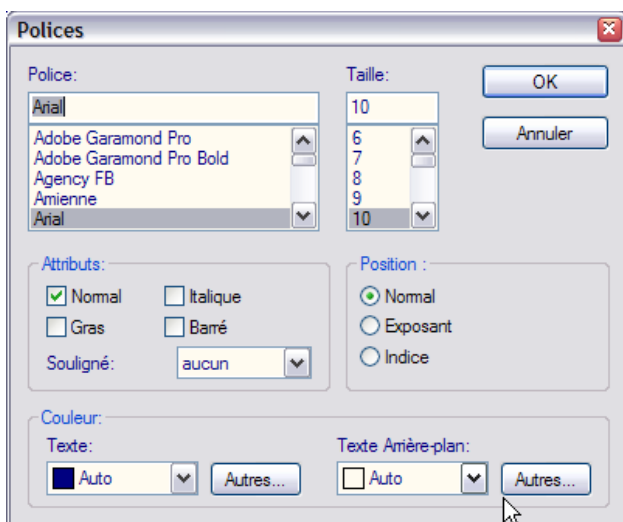 Polices
Police:
Taille:
Arial
10
OK
Adobe Garamond Pro
Adobe Garamond Pro Bold
Agency FB
Amienne
Arial
6
7
8
9
10
Annuler
Attributs:
Normal
Italique
Gras
Barré
Souligné:
aucun
Position :
Normal
Exposant
Indice
Couleur:
Texte:
Auto
Autres...
Texte Arrière-plan:
Auto
Autres...